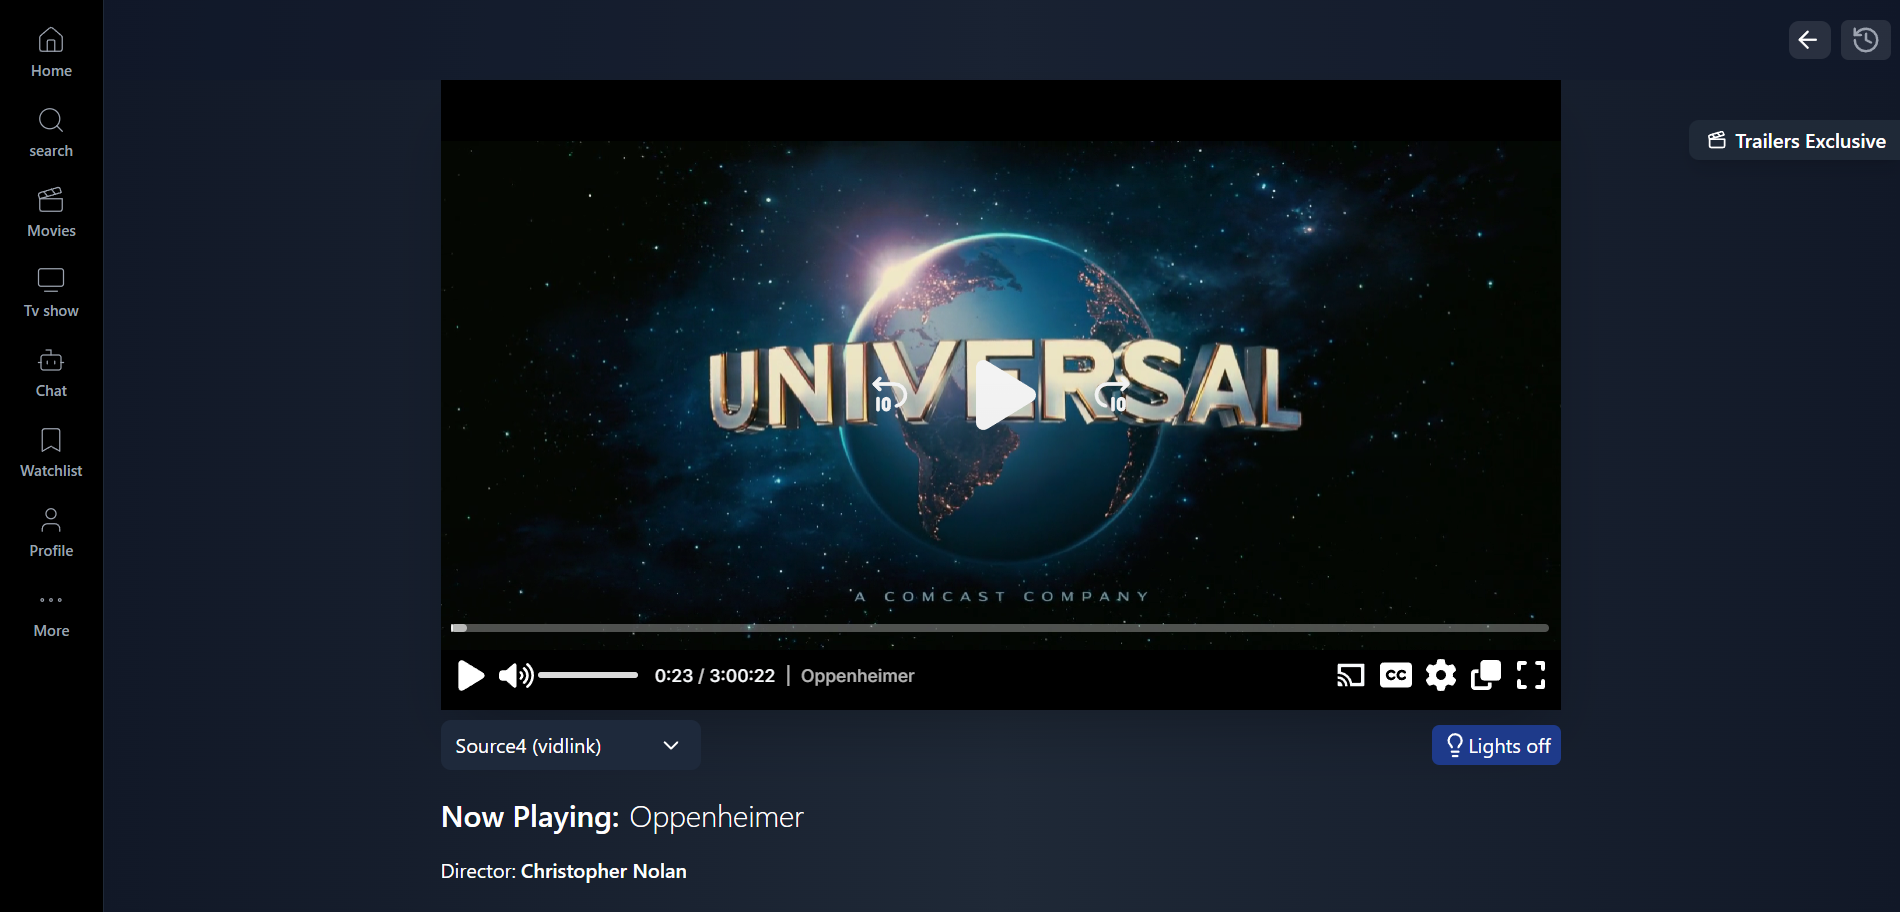 Home
search
Movies
Tv show
Chat
Watchlist
Profile
More
Trailers Exclusive
UNIVERSAL
10
10
A COMCAST COMPANY
0:23 / 3:00:22 | Oppenheimer
CC
Source4 (vidlink)
Lights off
Now Playing: Oppenheimer
Director: Christopher Nolan